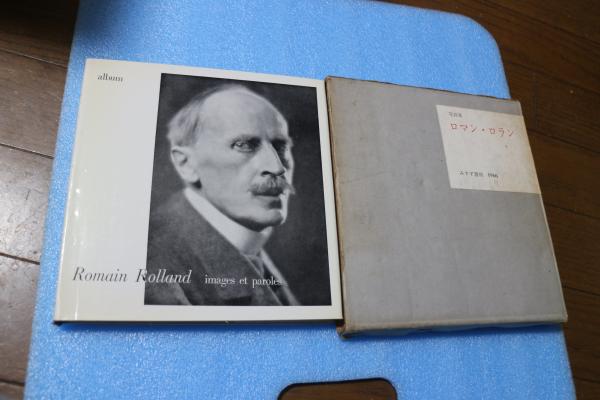 album
Romain Rolland images et paroles
写真集
ロマン・ロラン
みすず書房 1966